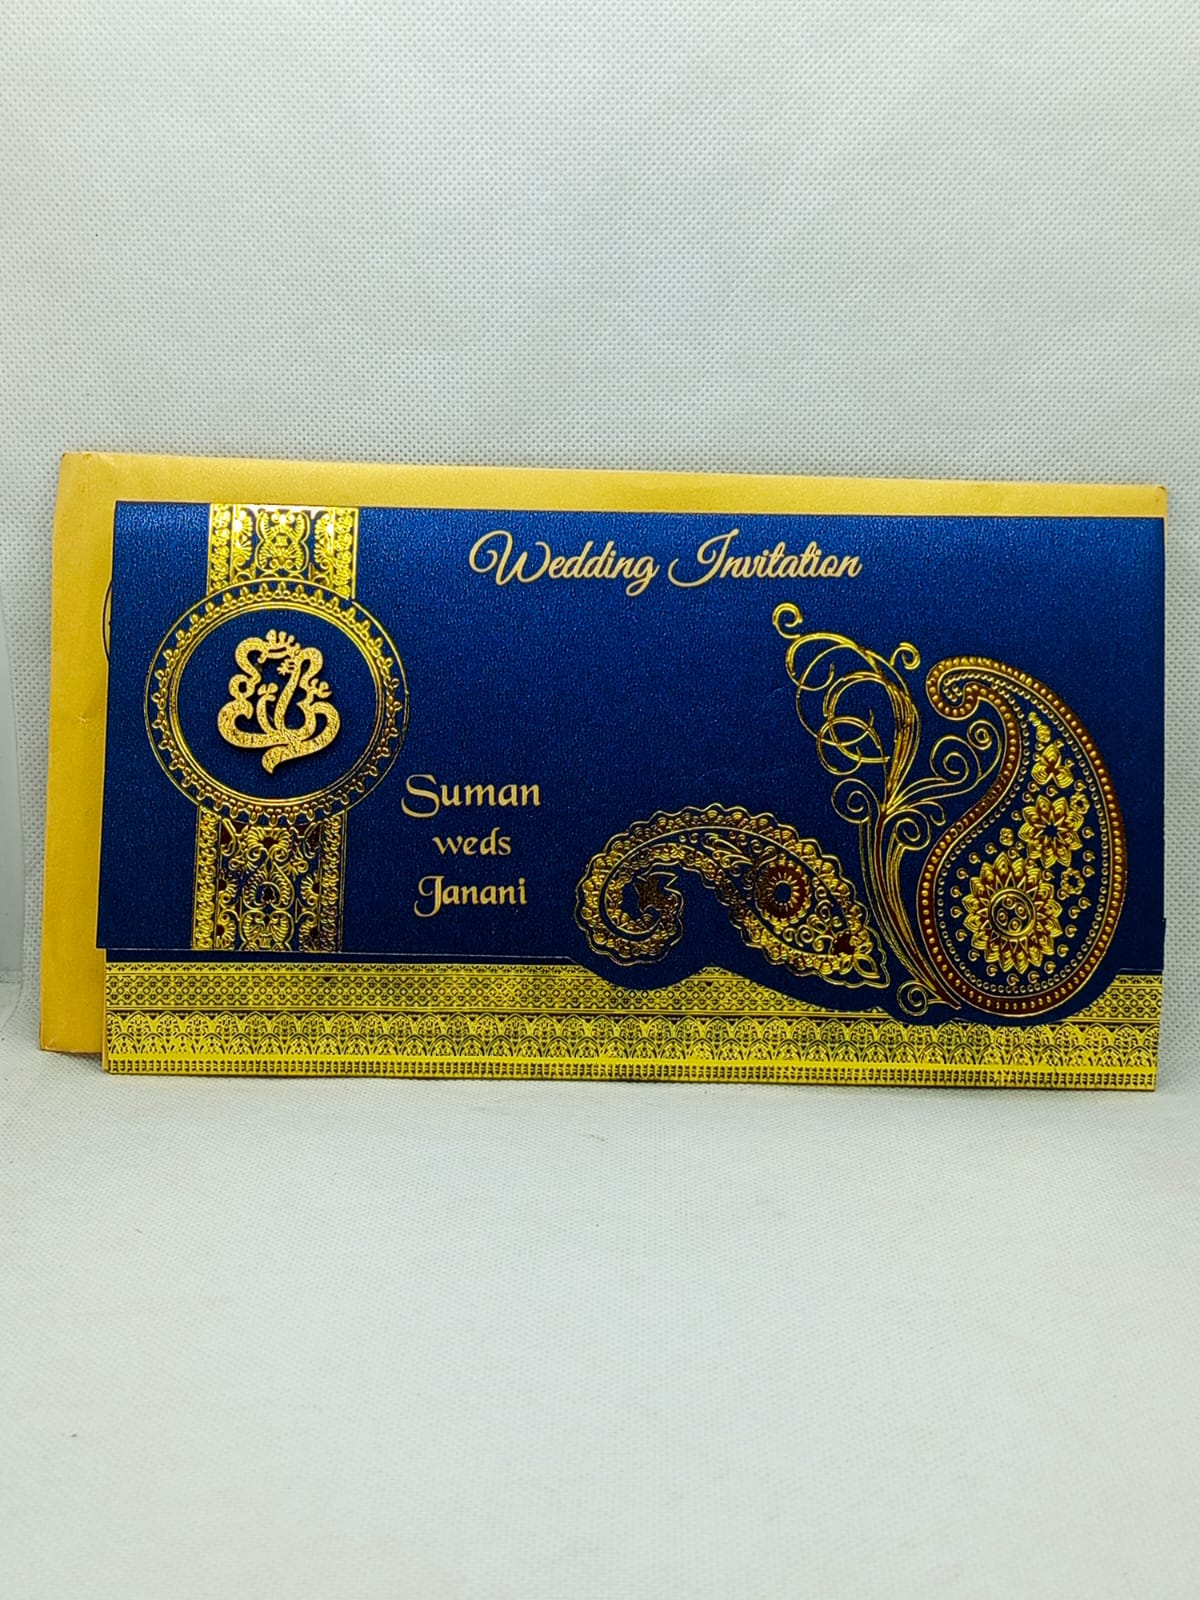 Wedding Invitation
Suman
weds
Janani